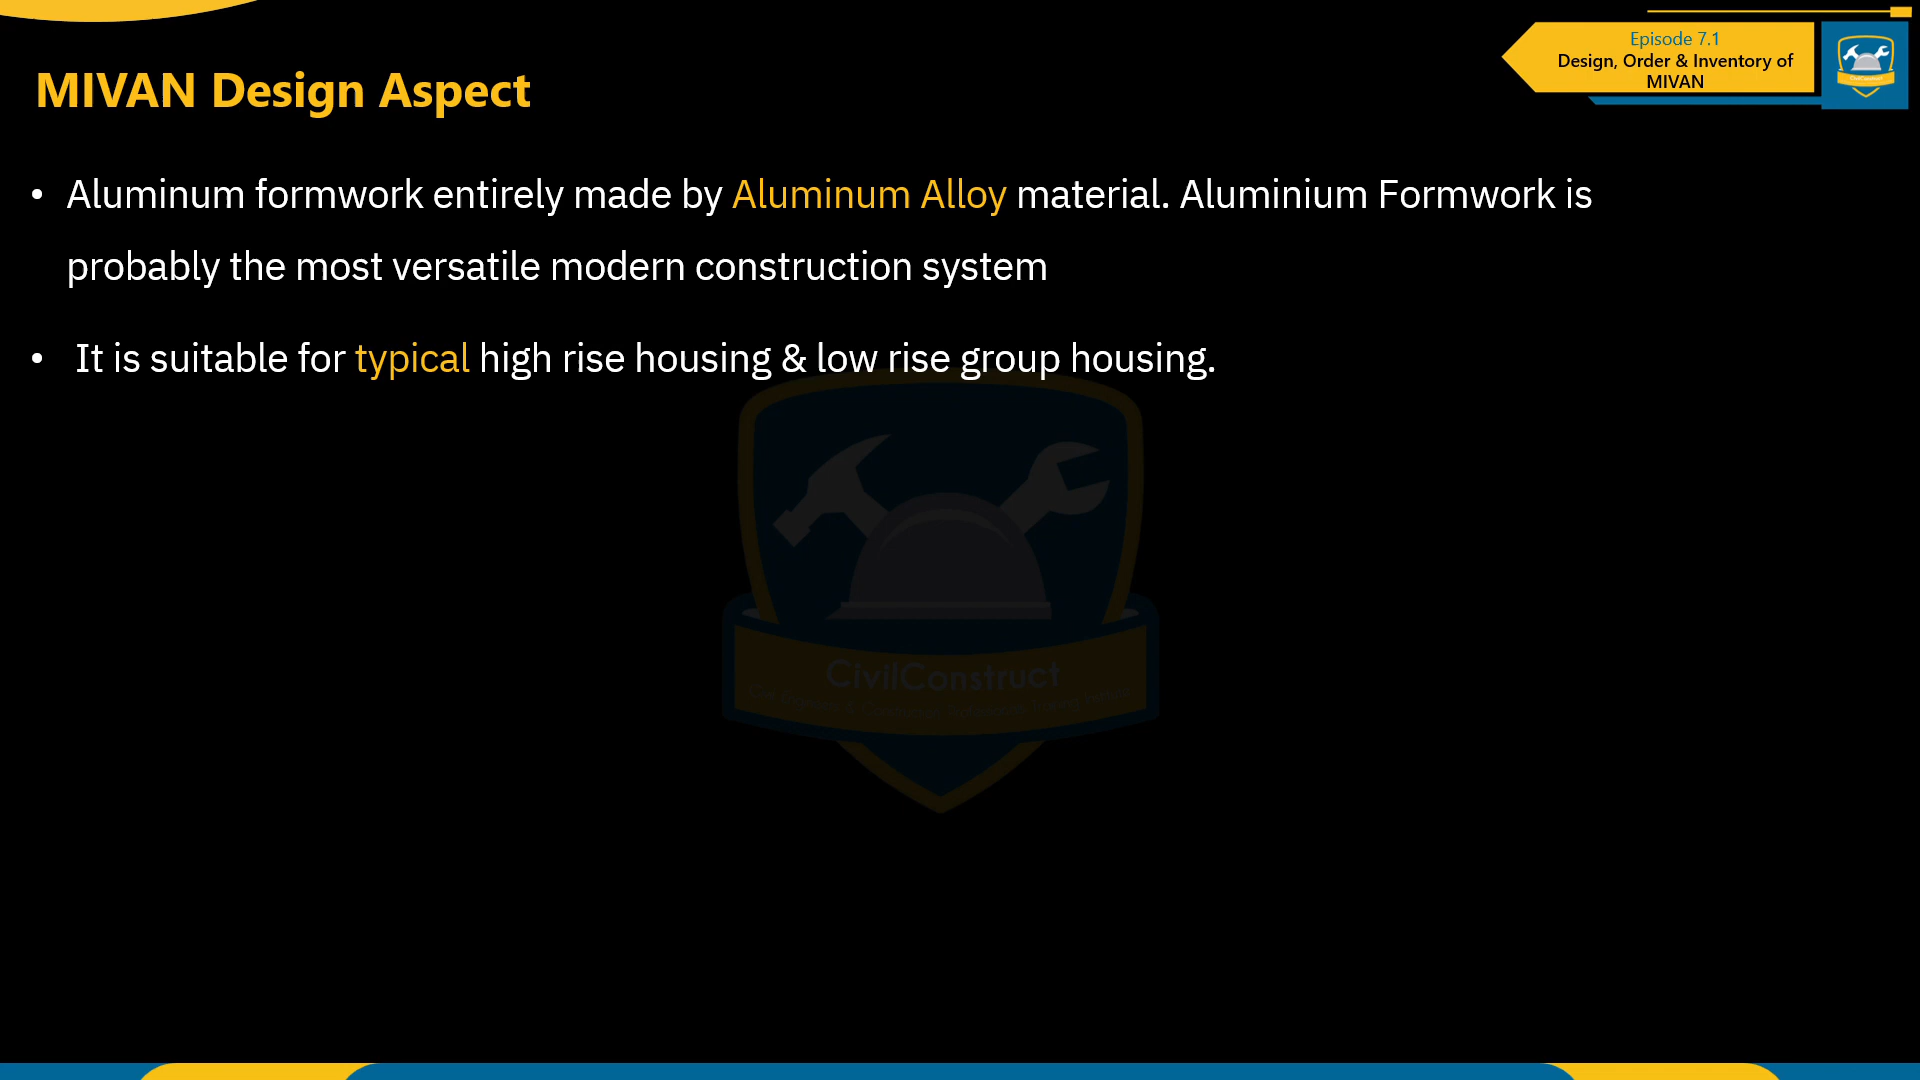 Episode 7.1
Design, Order & Inventory of
MIVAN
MIVAN Design Aspect
• Aluminum formwork entirely made by Aluminum Alloy material. Aluminium Formwork is
probably the most versatile modern construction system
• It is suitable for typical high rise housing & low rise group housing.
CivilConstruct